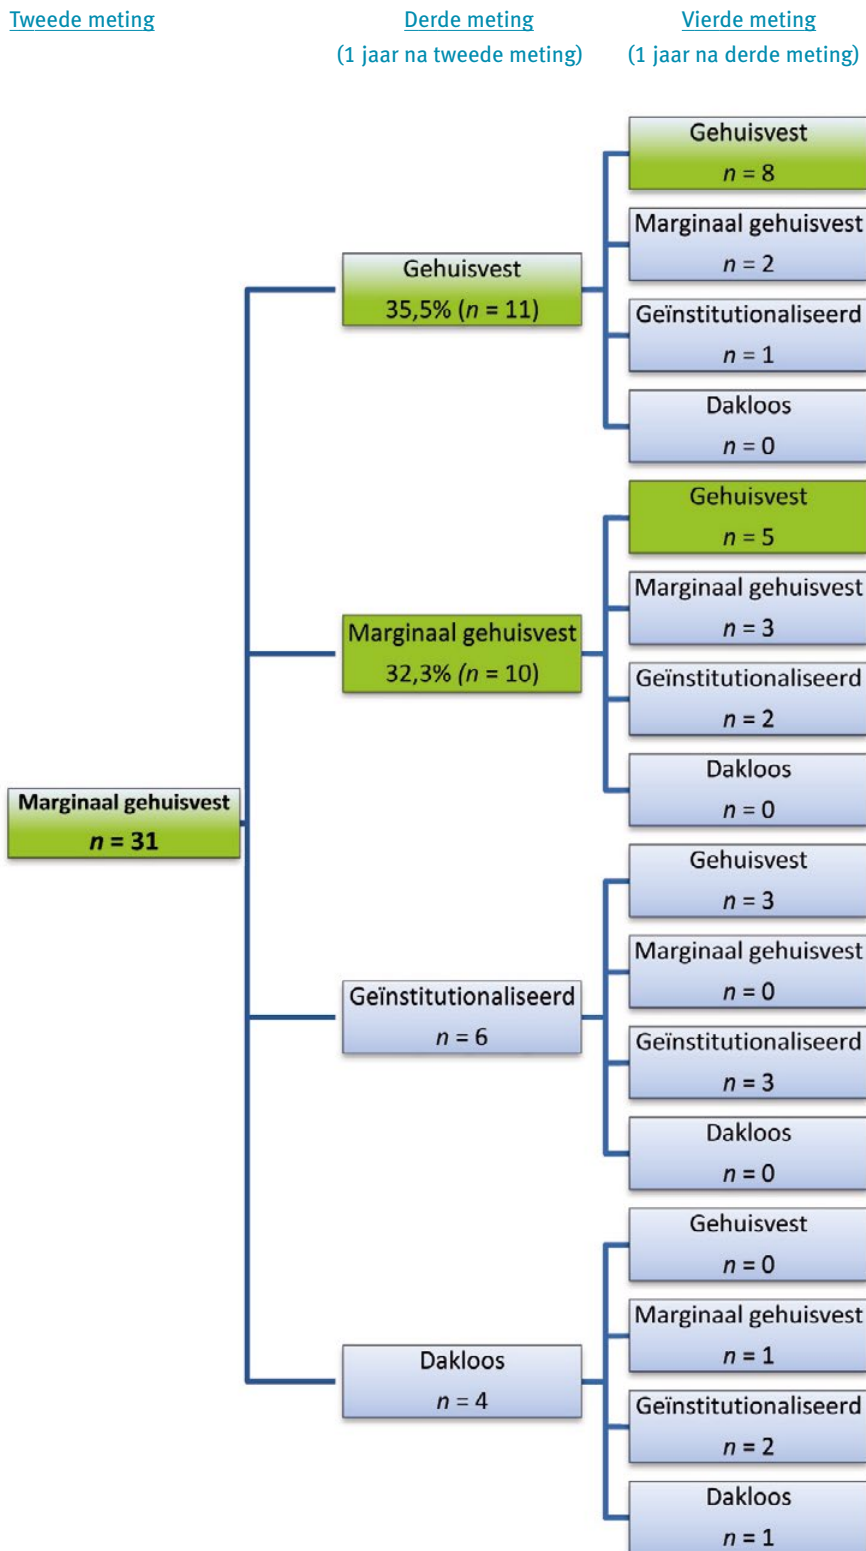 Tweede meting
Derde meting
(1 jaar na tweede meting)
Vierde meting
(1 jaar na derde meting)
Marginaal gehuisvest
n = 31
Gehuisvest
35,5% (n = 11)
Gehuisvest
n = 8
Marginaal gehuisvest
n = 2
Geïnstitutionaliseerd
n = 1
Dakloos
n = 0
Marginaal gehuisvest
32,3% (n = 10)
Gehuisvest
n = 5
Marginaal gehuisvest
n = 3
Geïnstitutionaliseerd
n = 2
Dakloos
n = 0
Geïnstitutionaliseerd
n = 6
Gehuisvest
n = 3
Marginaal gehuisvest
n = 0
Geïnstitutionaliseerd
n = 3
Dakloos
n = 0
Dakloos
n = 4
Gehuisvest
n = 0
Marginaal gehuisvest
n = 1
Geïnstitutionaliseerd
n = 2
Dakloos
n = 1